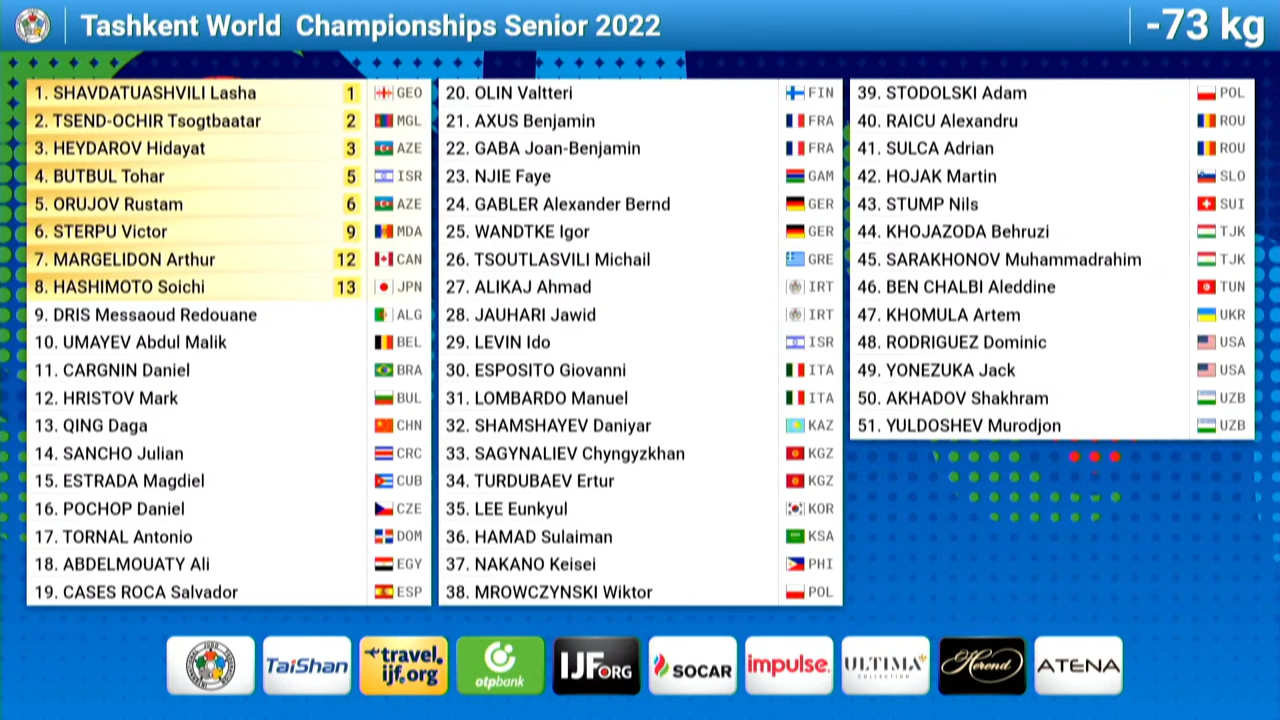 Tashkent World Championships Senior 2022
-73 kg
1. SHAVDATUASHVILI Lasha 1 GEO
2. TSEND-OCHIR Tsogtbaatar 2 MGL
3. HEYDAROV Hidayat 3 AZE
4. BUTBUL Tohar 5 ISR
5. ORUJOV Rustam 6 AZE
6. STERPU Victor 9 MDA
7. MARGELIDON Arthur 12 CAN
8. HASHIMOTO Soichi 13 JPN
9. DRIS Messaoud Redouane ALG
10. UMAYEV Abdul Malik BEL
11. CARGNIN Daniel BRA
12. HRISTOV Mark BUL
13. QING Daga CHN
14. SANCHO Julian CRC
15. ESTRADA Magdiel CUB
16. POCHOP Daniel CZE
17. TORNAL Antonio DOM
18. ABDELMOUATY Ali EGY
19. CASES ROCA Salvador ESP
20. OLIN Valtteri FIN
21. AXUS Benjamin FRA
22. GABA Joan-Benjamin FRA
23. NJIE Faye GAM
24. GABLER Alexander Bernd GER
25. WANDTKE Igor GER
26. TSOUTLASVILI Michail GRE
27. ALIKAJ Ahmad IRT
28. JAUHARI Jawid IRT
29. LEVIN Ido ISR
30. ESPOSITO Giovanni ITA
31. LOMBARDO Manuel ITA
32. SHAMSHAYEV Daniyar KAZ
33. SAGYNALIEV Chyngyzkhan KGZ
34. TURDUBAEV Ertur KGZ
35. LEE Eunkyul KOR
36. HAMAD Sulaiman KSA
37. NAKANO Keisei PHI
38. MROWCZYNSKI Wiktor POL
39. STODOLSKI Adam POL
40. RAICU Alexandru ROU
41. SULCA Adrian ROU
42. HOJAK Martin SLO
43. STUMP Nils SUI
44. KHOJAZODA Behruzi TJK
45. SARAKHONOV Muhammadrahim TJK
46. BEN CHALBI Aleddine TUN
47. KHOMULA Artem UKR
48. RODRIGUEZ Dominic USA
49. YONEZUKA Jack USA
50. AKHADOV Shakhram UZB
51. YULDOSHEV Murodjon UZB
TaiShan
travel.
ijf.org
otpbank
IJF.ORG
SOCAR
impulse.
ULTIMA+
COLLECTION
Herend
ATENA